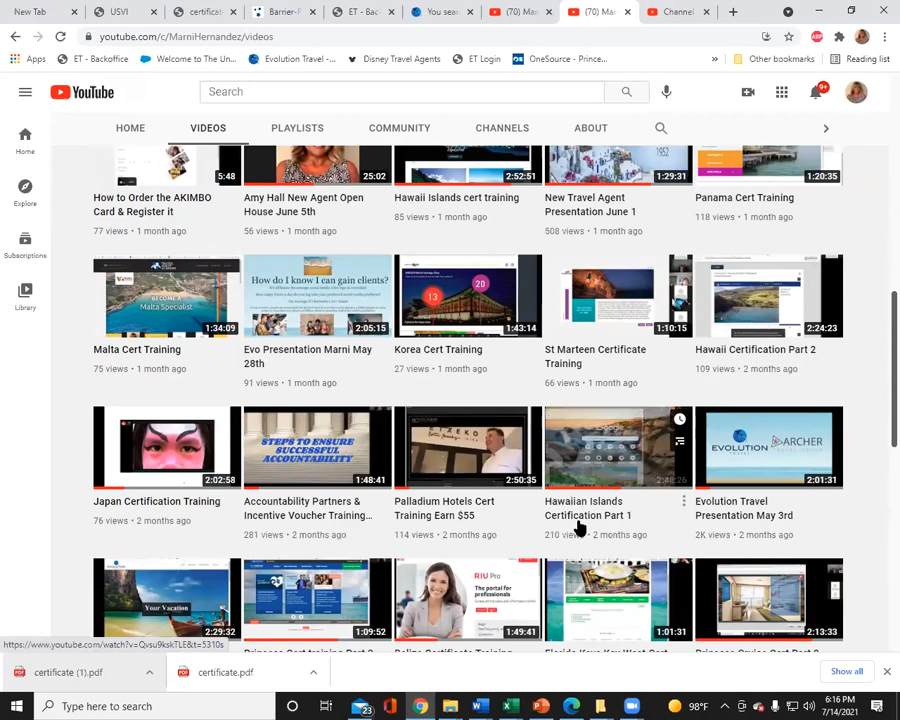 New Tab
USVI
certificate
Barrier-F
ET - Bac
You sear
(70) Mar
(70) Mar
Channel
youtube.com/c/MarniHernandez/videos
Apps
ET - Backoffice
Welcome to The Un...
Evolution Travel -...
Disney Travel Agents
ET Login
OneSource - Prince...
»
Other bookmarks
Reading list
YouTube
Search
9+
HOME
VIDEOS
PLAYLISTS
COMMUNITY
CHANNELS
ABOUT
Home
Explore
Subscriptions
Library
5:48
25:02
2:52:51
1952
1:29:31
1:20:35
How to Order the AKIMBO
Card & Register it
77 views • 1 month ago
Amy Hall New Agent Open
House June 5th
56 views • 1 month ago
Hawaii Islands cert training
85 views • 1 month ago
New Travel Agent
Presentation June 1
508 views • 1 month ago
Panama Cert Training
118 views • 1 month ago
BECOME A
Malta Specialist
1:34:09
How do I know I can gain clients?
2:05:15
13
20
1:43:14
1:10:15
2:24:23
Malta Cert Training
75 views • 1 month ago
Evo Presentation Marni May
28th
91 views • 1 month ago
Korea Cert Training
27 views • 1 month ago
St Marteen Certificate
Training
66 views • 1 month ago
Hawaii Certification Part 2
109 views • 2 months ago
2:02:58
STEPS TO ENSURE
SUCCESSFUL
ACCOUNTABILITY
1:48:41
2:50:35
Google
2:40:26
EVOLUTION
TRAVEL
ARCHER
2:01:31
Japan Certification Training
76 views • 2 months ago
Accountability Partners &
Incentive Voucher Training...
281 views • 2 months ago
Palladium Hotels Cert
Training Earn $55
114 views • 2 months ago
Hawaiian Islands
Certification Part 1
210 views • 2 months ago
Evolution Travel
Presentation May 3rd
2K views • 2 months ago
Your Vacation
2:29:32
1:09:52
RIU Pro
The portal for
professionals
1:49:41
1:01:31
2:13:33
https://www.youtube.com/watch?v=Qvsu9kskTLE&t=5310s
certificate (1).pdf
certificate.pdf
Show all
Type here to search
23
98°F
6:16 PM
7/14/2021